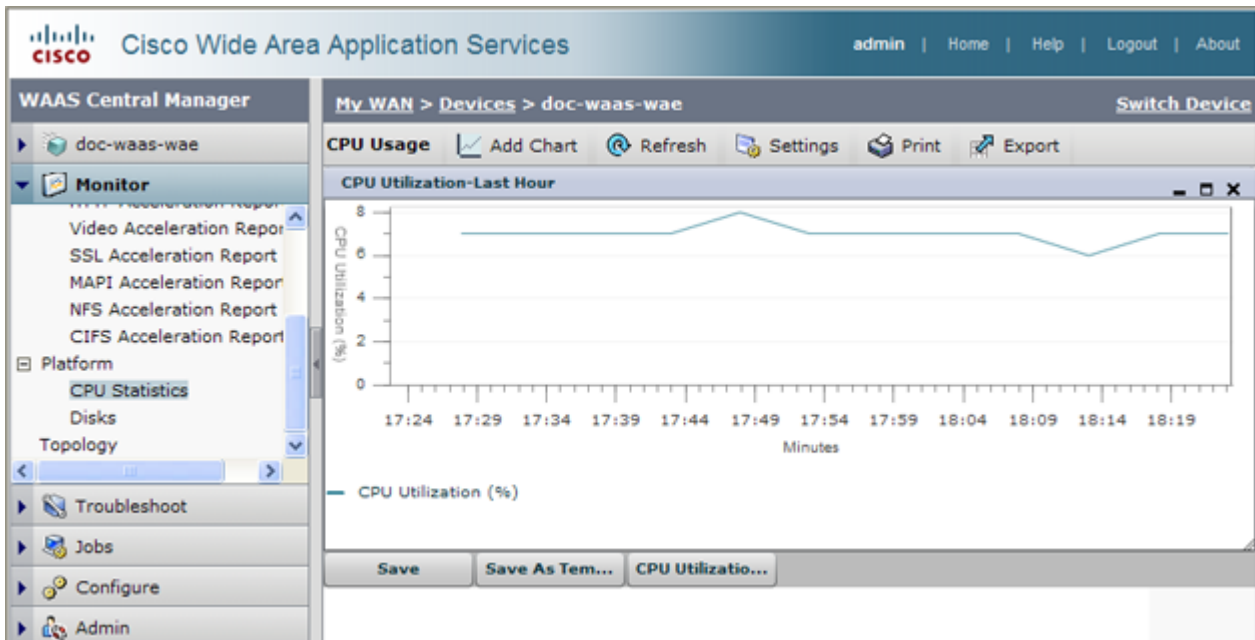 CISCO Cisco Wide Area Application Services admin | Home | Help | Logout | About
WAAS Central Manager
doc-waas-wae
Monitor
Video Acceleration Repor
SSL Acceleration Report
MAPI Acceleration Repor
NFS Acceleration Report
CIFS Acceleration Report
Platform
CPU Statistics
Disks
Topology
Troubleshoot
Jobs
Configure
Admin
My WAN > Devices > doc-waas-wae Switch Device
CPU Usage Add Chart Refresh Settings Print Export
CPU Utilization-Last Hour
CPU Utilization (%)
8
6
4
2
0
17:24 17:29 17:34 17:39 17:44 17:49 17:54 17:59 18:04 18:09 18:14 18:19
Minutes
CPU Utilization (%)
Save Save As Tem... CPU Utilizatio...